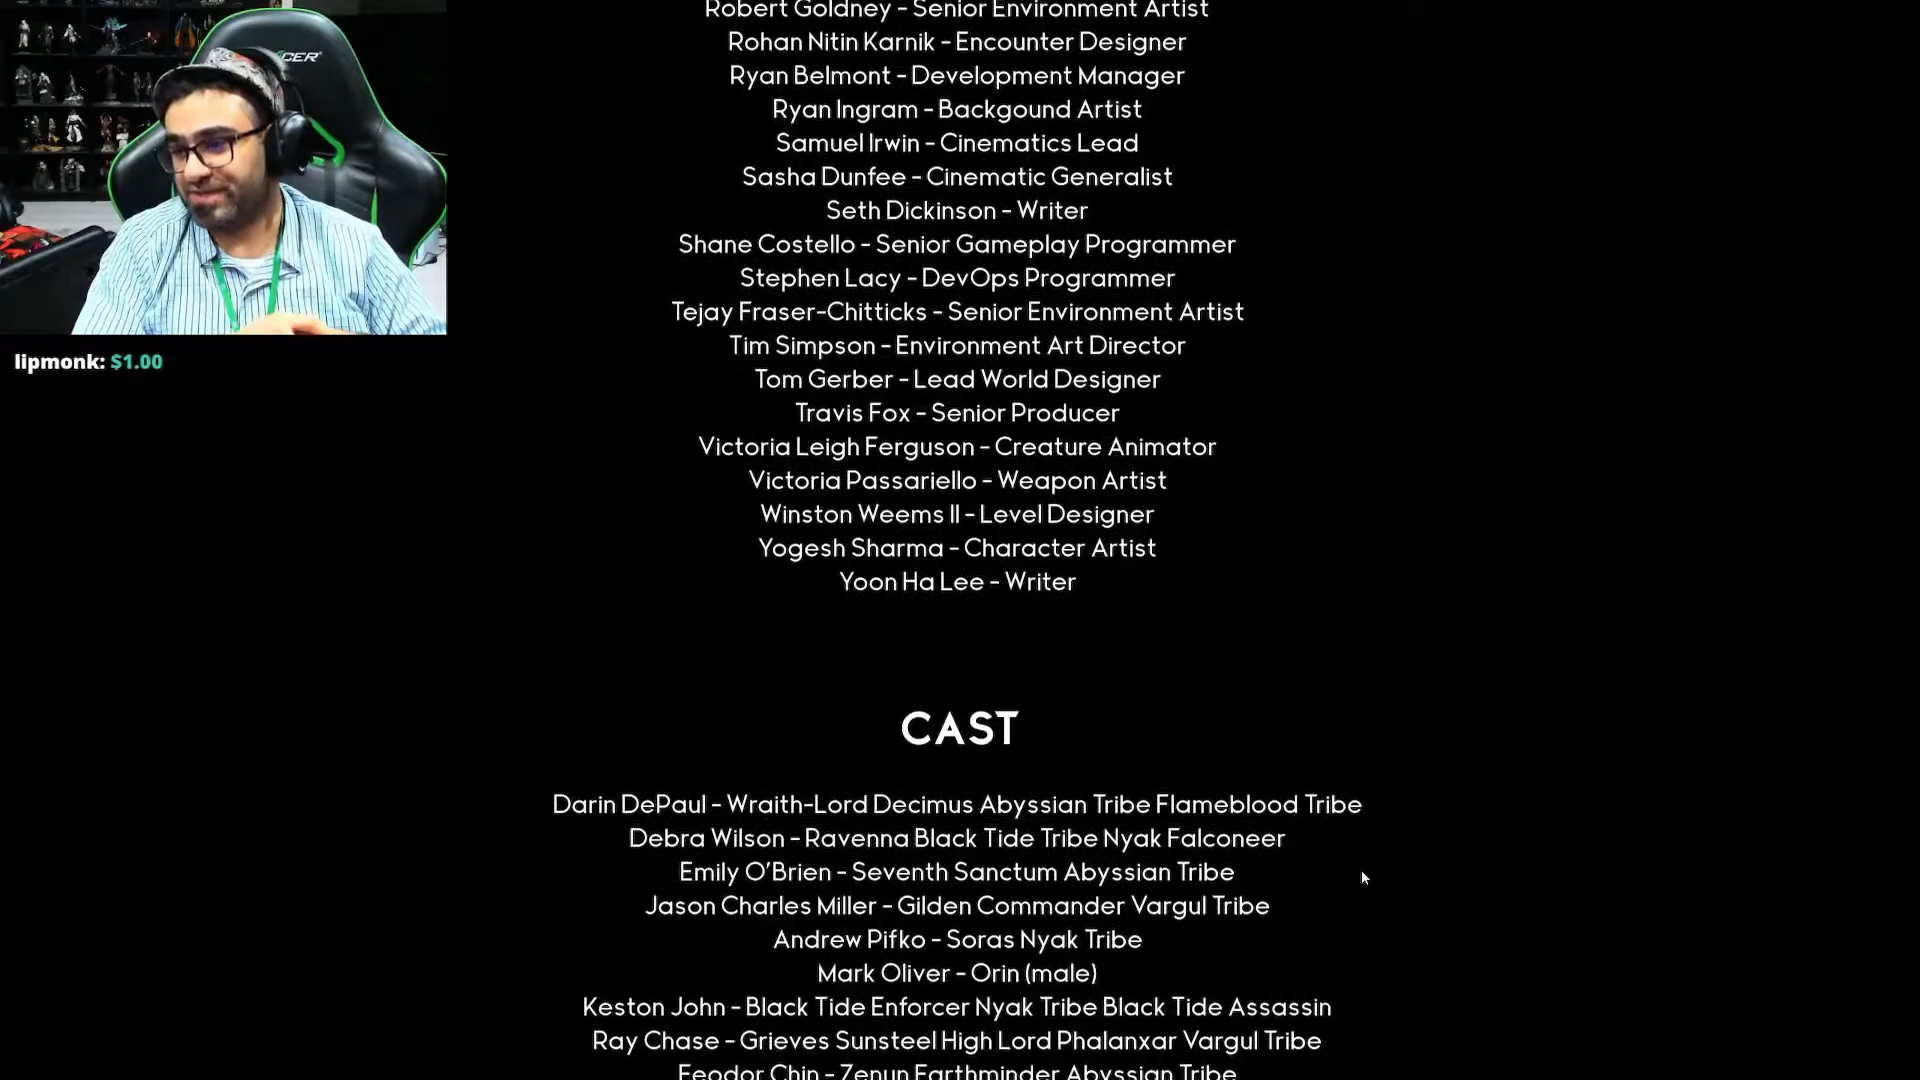 Robert Goldney - Senior Environment Artist
Rohan Nitin Karnik - Encounter Designer
Ryan Belmont - Development Manager
Ryan Ingram - Backgound Artist
Samuel Irwin - Cinematics Lead
Sasha Dunfee - Cinematic Generalist
Seth Dickinson - Writer
Shane Costello - Senior Gameplay Programmer
Stephen Lacy - DevOps Programmer
Tejay Fraser-Chitticks - Senior Environment Artist
Tim Simpson - Environment Art Director
Tom Gerber - Lead World Designer
Travis Fox - Senior Producer
Victoria Leigh Ferguson - Creature Animator
Victoria Passariello - Weapon Artist
Winston Weems II - Level Designer
Yogesh Sharma - Character Artist
Yoon Ha Lee - Writer
lipmonk: $1.00
CAST
Darin DePaul - Wraith-Lord Decimus Abyssian Tribe Flameblood Tribe
Debra Wilson - Ravenna Black Tide Tribe Nyak Falconeer
Emily O'Brien - Seventh Sanctum Abyssian Tribe
Jason Charles Miller - Gilden Commander Vargul Tribe
Andrew Pifko - Soras Nyak Tribe
Mark Oliver - Orin (male)
Keston John - Black Tide Enforcer Nyak Tribe Black Tide Assassin
Ray Chase - Grieves Sunsteel High Lord Phalanxar Vargul Tribe
Feodor Chin - Zenun Earthminder Abyssian Tribe